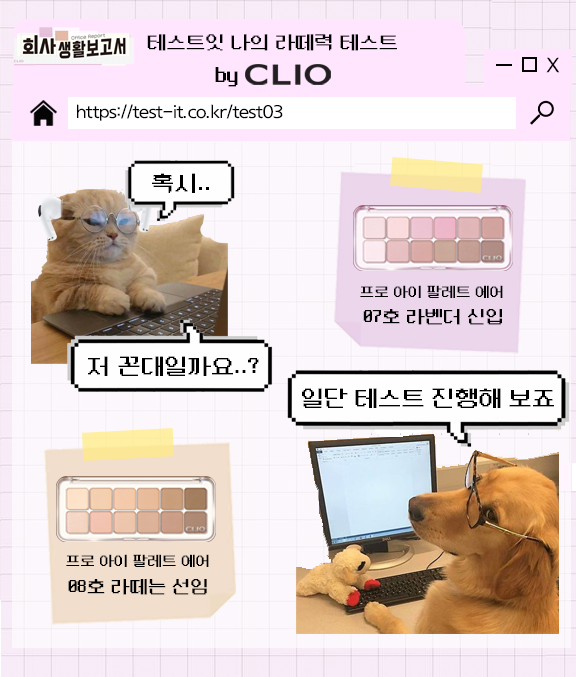 Office Report
회사생활보고서
테스트잇 나의 라떼력 테스트
by CLIO
https://test-it.co.kr/test03
혹시..
저 꼰대일까요..?
CLIO
프로 아이 팔레트 에어
07호 라벤더 신입
일단 테스트 진행해 보죠
CLIO
프로 아이 팔레트 에어
08호 라떼는 선임
DELL